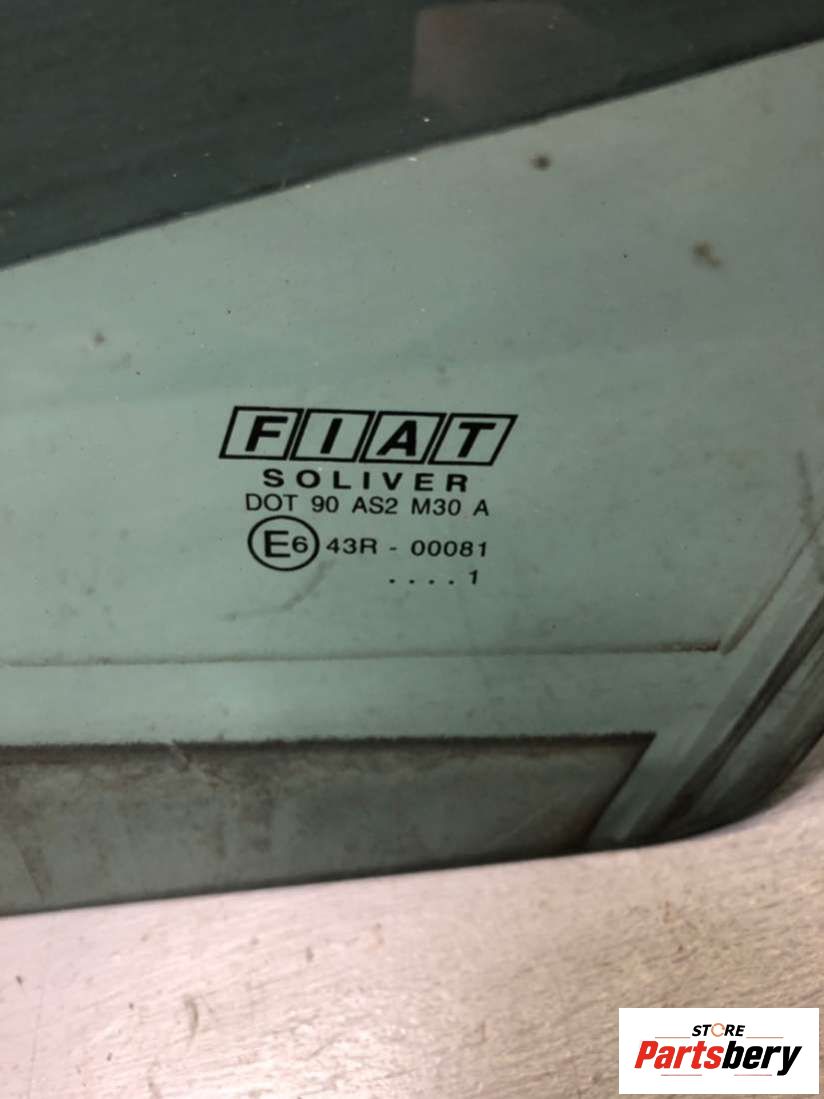 FIAT
SOLIVER
DOT 90 AS2 M30 A
E6 43R - 00081
....1
STORE
Partsbery